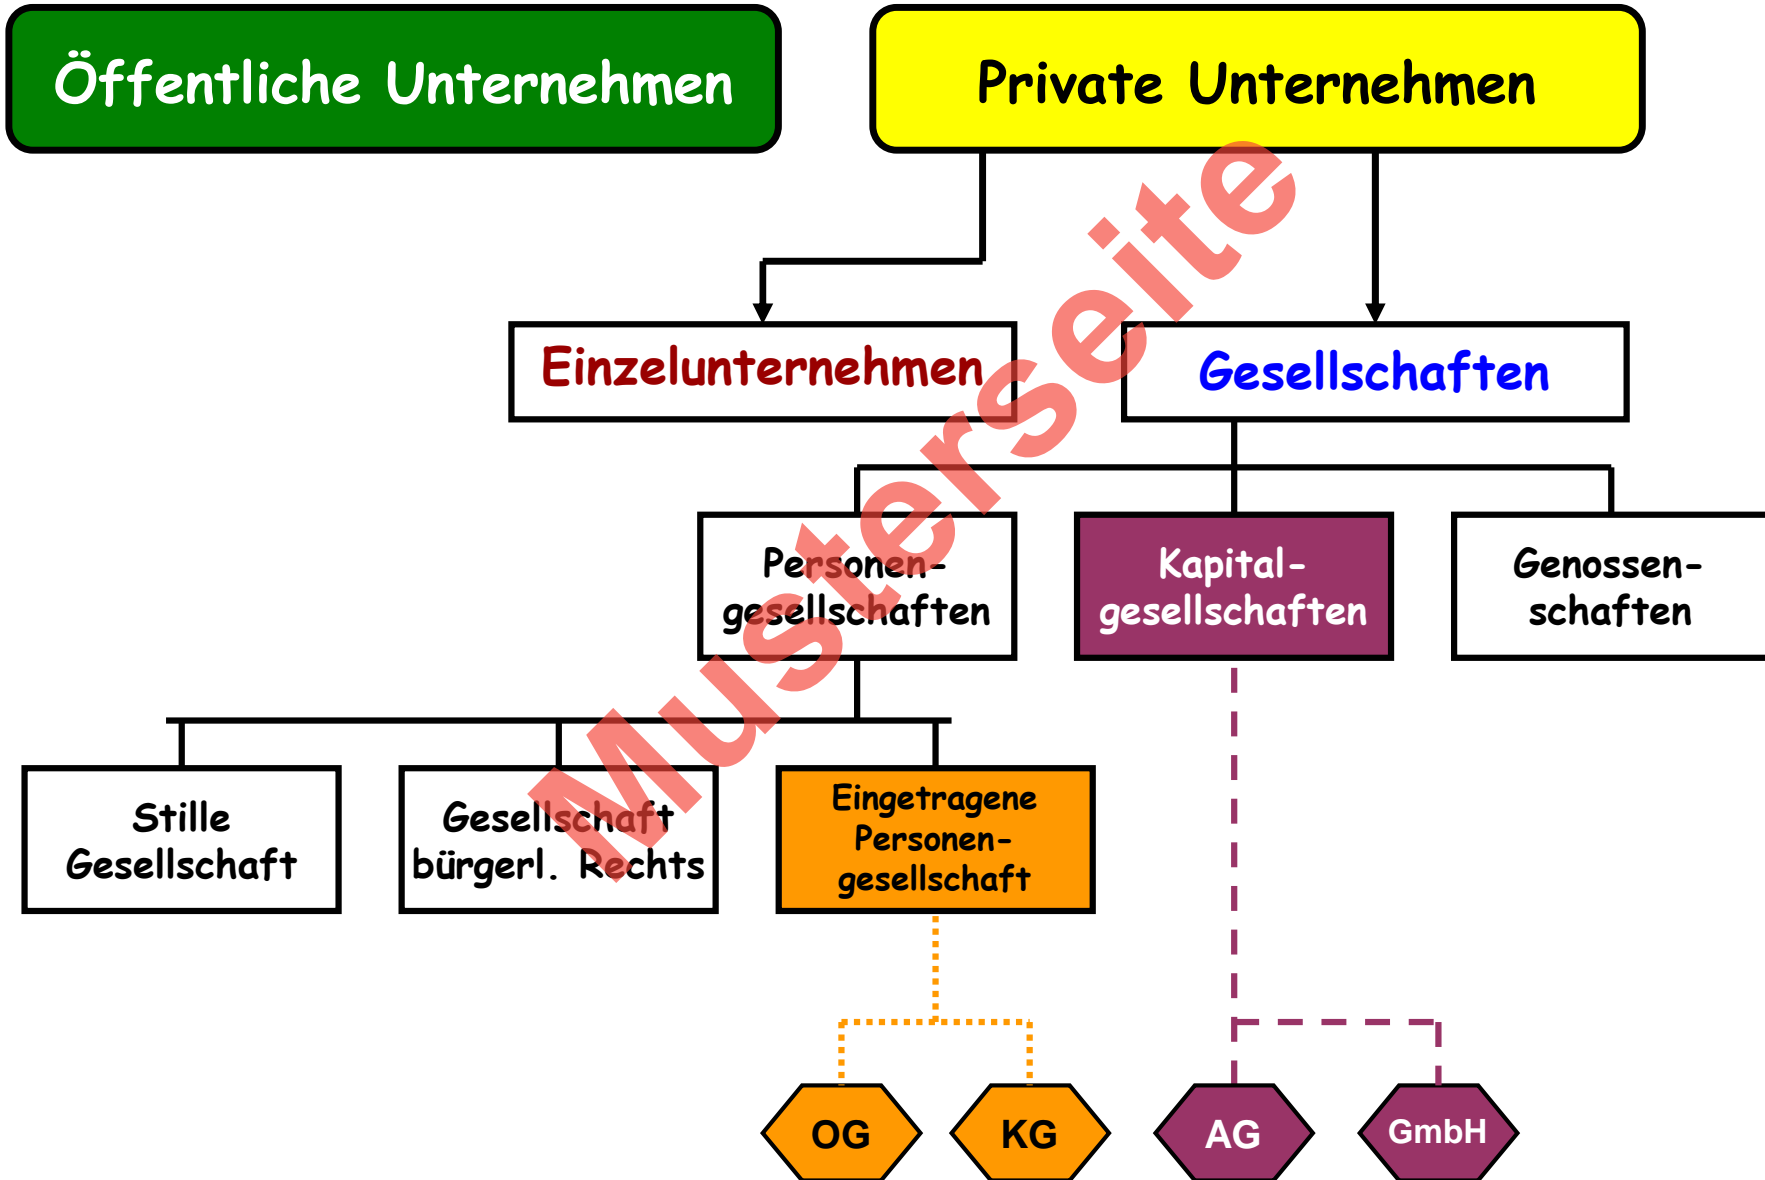 Öffentliche Unternehmen
Private Unternehmen
Einzelunternehmen
Gesellschaften
Personen-
gesellschaften
Kapital-
gesellschaften
Genossen-
schaften
Stille
Gesellschaft
Gesellschaft
bürgerl. Rechts
Eingetragene
Personen-
gesellschaft
OG
KG
AG
GmbH
Musterseite